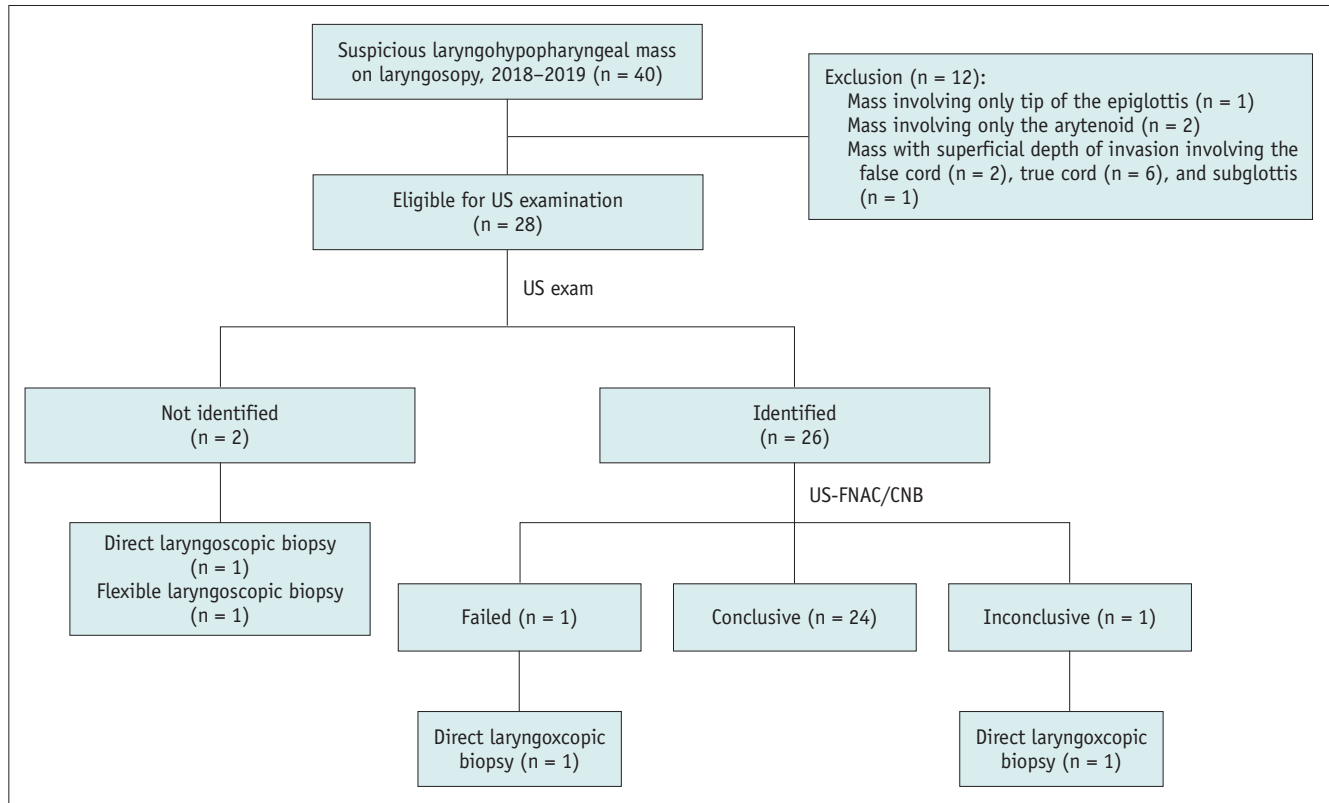 Suspicious laryngohypopharyngeal mass
on laryngosopy, 2018–2019 (n = 40)
Exclusion (n = 12):
Mass involving only tip of the epiglottis (n = 1)
Mass involving only the arytenoid (n = 2)
Mass with superficial depth of invasion involving the
false cord (n = 2), true cord (n = 6), and subglottis
(n = 1)
Eligible for US examination
(n = 28)
US exam
Not identified
(n = 2)
Identified
(n = 26)
US-FNAC/CNB
Direct laryngoscopic biopsy
(n = 1)
Flexible laryngoscopic biopsy
(n = 1)
Failed (n = 1)
Conclusive (n = 24)
Inconclusive (n = 1)
Direct laryngoxcopic
biopsy (n = 1)
Direct laryngoxcopic
biopsy (n = 1)